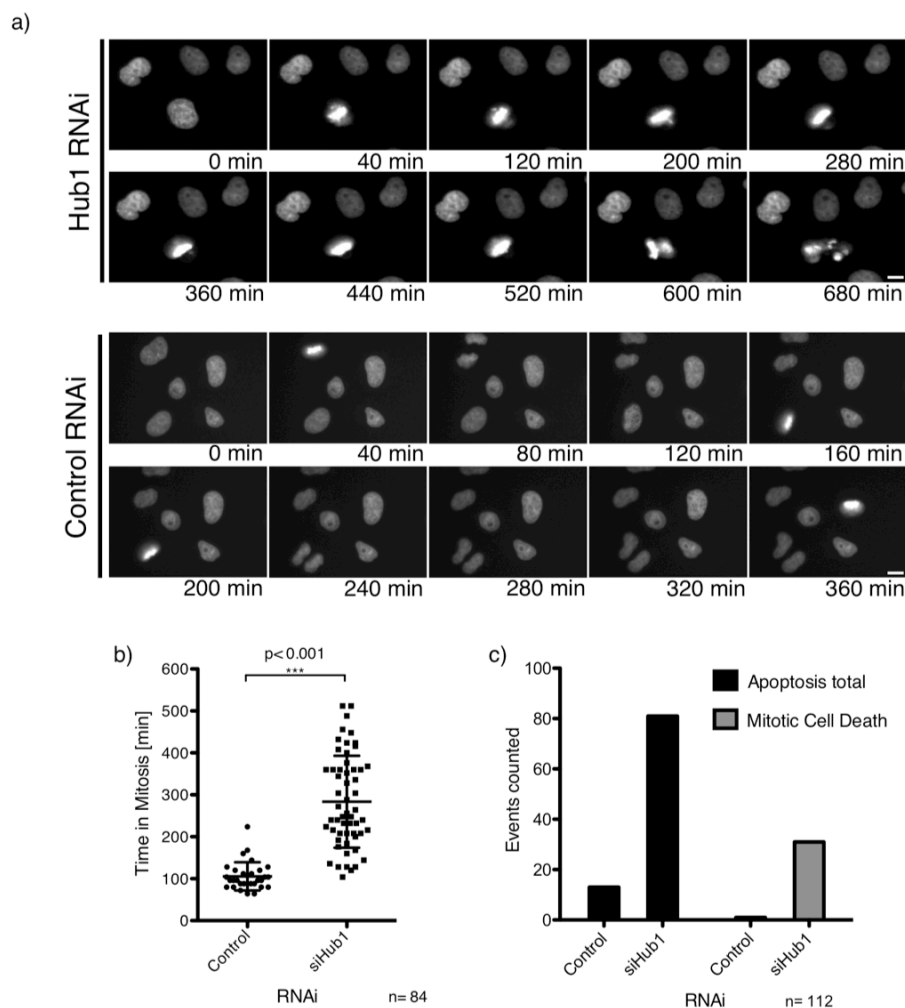 a)
Hub1 RNAi
0 min 40 min 120 min 200 min 280 min
360 min 440 min 520 min 600 min 680 min
Control RNAi
0 min 40 min 80 min 120 min 160 min
200 min 240 min 280 min 320 min 360 min
b)
p< 0.001
***
Time in Mitosis [min]
600
500
400
300
200
100
0
Control siHub1
RNAi n= 84
c)
Events counted
100
80
60
40
20
0
Apoptosis total
Mitotic Cell Death
Control siHub1 Control siHub1
RNAi n= 112